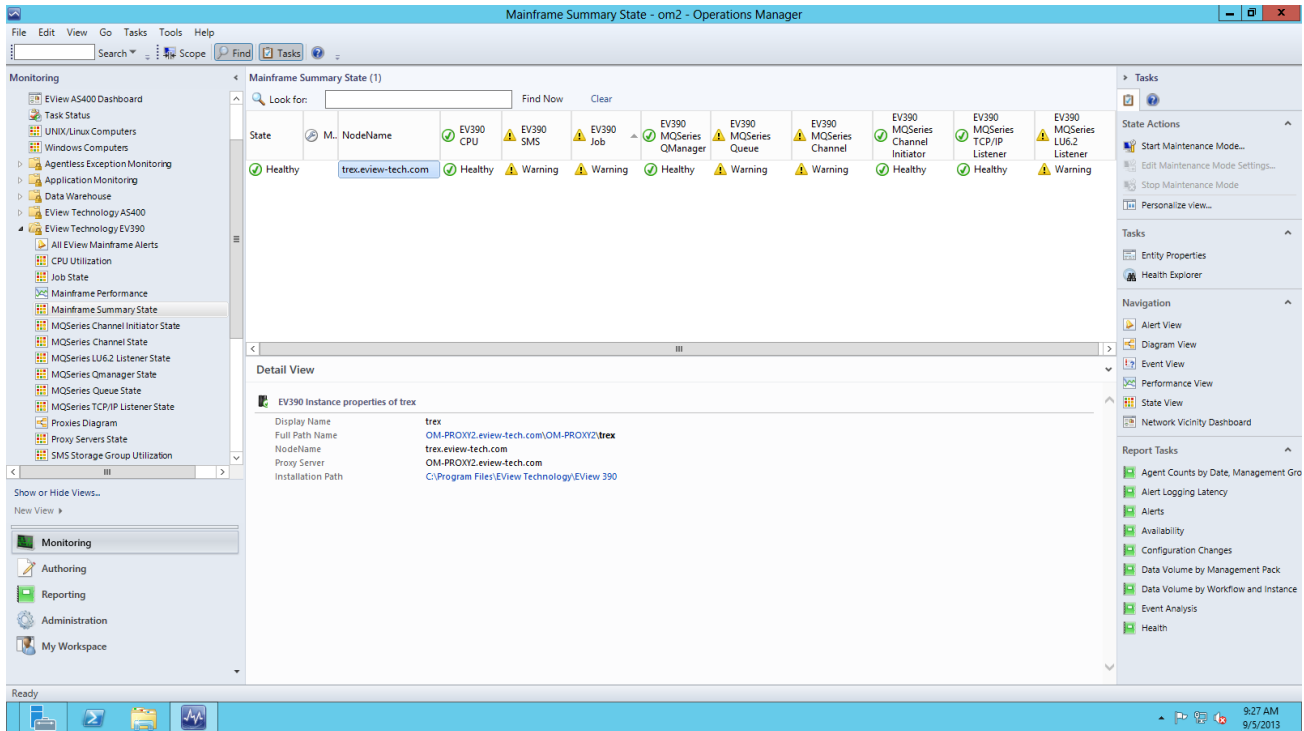 Mainframe Summary State - om2 - Operations Manager
File Edit View Go Tasks Tools Help
Search Scope Find Tasks
Monitoring
EView AS400 Dashboard
Task Status
UNIX/Linux Computers
Windows Computers
Agentless Exception Monitoring
Application Monitoring
Data Warehouse
EView Technology AS400
EView Technology EV390
All EView Mainframe Alerts
CPU Utilization
Job State
Mainframe Performance
Mainframe Summary State
MQSeries Channel Initiator State
MQSeries Channel State
MQSeries LU6.2 Listener State
MQSeries Qmanager State
MQSeries Queue State
MQSeries TCP/IP Listener State
Proxies Diagram
Proxy Servers State
SMS Storage Group Utilization
Show or Hide Views...
New View
Monitoring
Authoring
Reporting
Administration
My Workspace
Mainframe Summary State (1)
Look for: Find Now Clear
State M.. NodeName EV390 CPU EV390 SMS EV390 Job EV390 MQSeries QManager EV390 MQSeries Queue EV390 MQSeries Channel EV390 MQSeries Channel Initiator EV390 MQSeries TCP/IP Listener EV390 MQSeries LU6.2 Listener
Healthy trex.eview-tech.com Healthy Warning Warning Healthy Warning Warning Healthy Healthy Warning
Detail View
EV390 Instance properties of trex
Display Name trex
Full Path Name OM-PROXY2.eview-tech.com\OM-PROXY2\trex
NodeName trex.eview-tech.com
Proxy Server OM-PROXY2.eview-tech.com
Installation Path C:\Program Files\EView Technology\EView 390
Tasks
State Actions
Start Maintenance Mode...
Edit Maintenance Mode Settings...
Stop Maintenance Mode
Personalize view...
Tasks
Entity Properties
Health Explorer
Navigation
Alert View
Diagram View
Event View
Performance View
State View
Network Vicinity Dashboard
Report Tasks
Agent Counts by Date, Management Gro
Alert Logging Latency
Alerts
Availability
Configuration Changes
Data Volume by Management Pack
Data Volume by Workflow and Instance
Event Analysis
Health
Ready
9:27 AM
9/5/2013